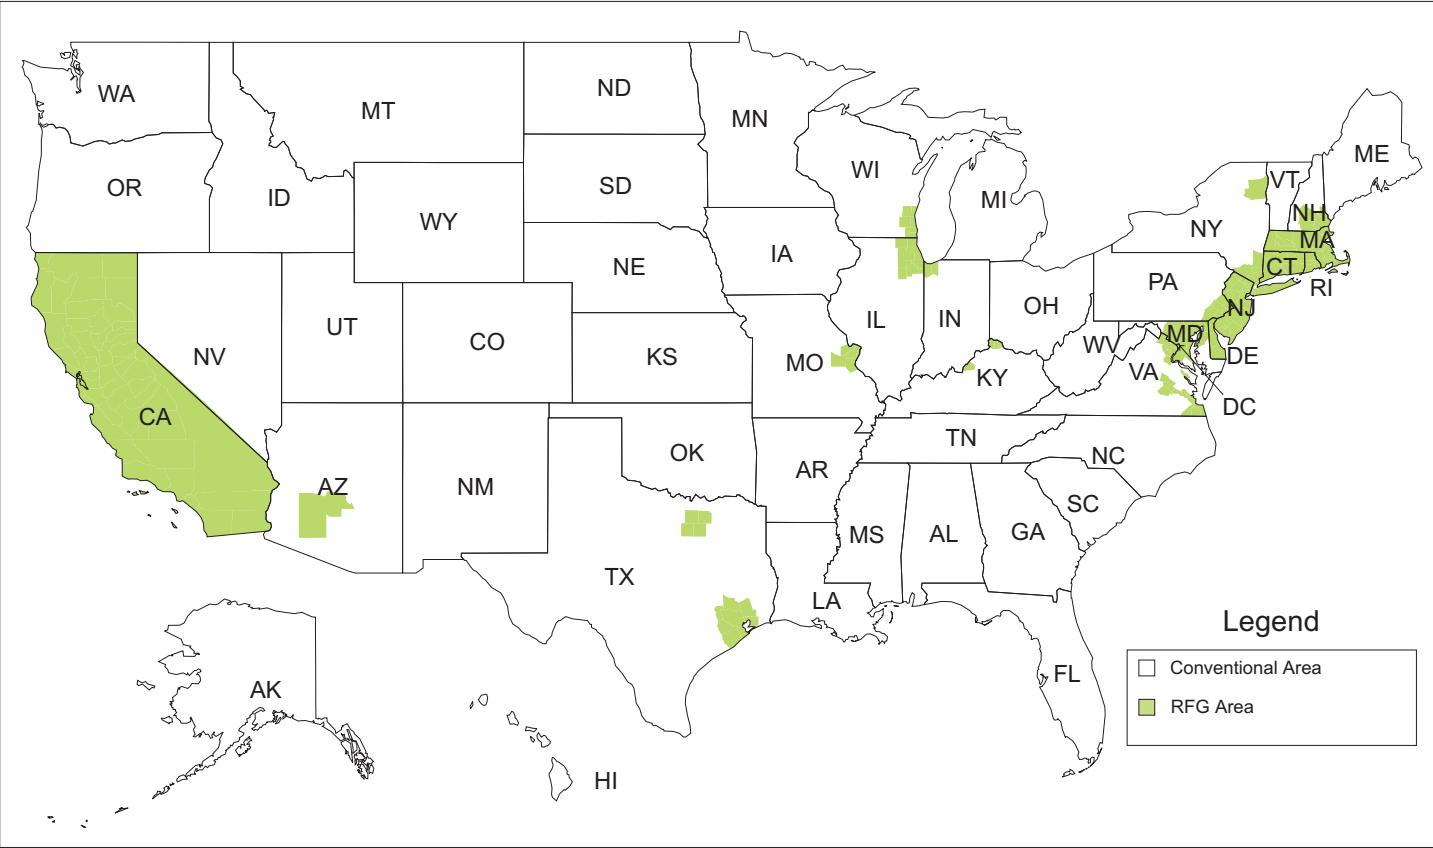 WA
MT
ND
MN
OR
ID
SD
WI
MI
ME
WY
VT
NH
NY
MA
NE
IA
PA
CT
RI
UT
CO
IL
IN
OH
NJ
NV
KS
MO
WV
MD
DE
KY
VA
CA
DC
OK
AR
TN
NC
AZ
NM
SC
MS
AL
GA
TX
LA
Legend
FL
Conventional Area
AK
RFG Area
HI